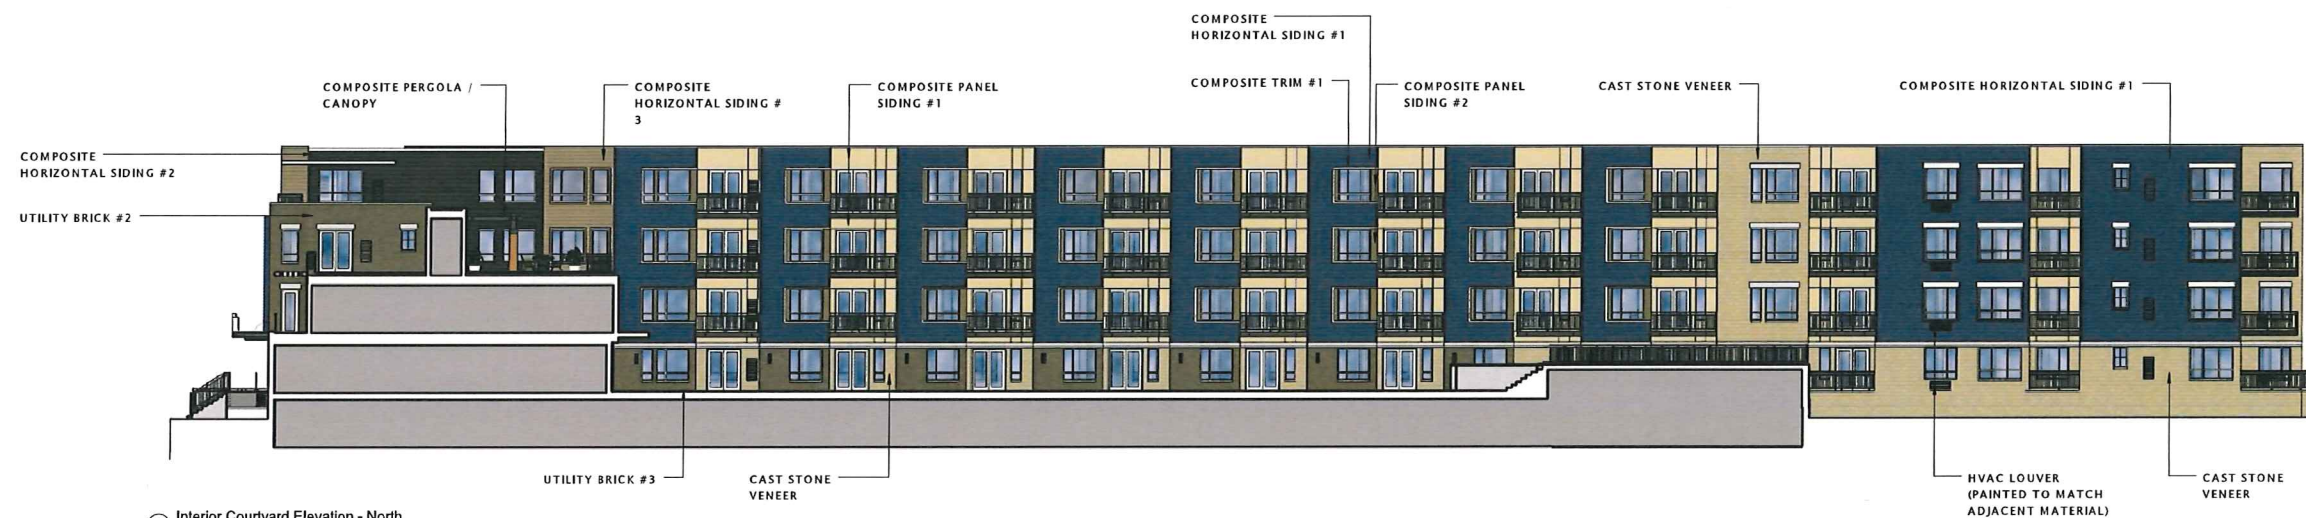 COMPOSITE
HORIZONTAL SIDING #1
COMPOSITE PERGOLA /
CANOPY
COMPOSITE
HORIZONTAL SIDING #
3
COMPOSITE PANEL
SIDING #1
COMPOSITE TRIM #1
COMPOSITE PANEL
SIDING #2
CAST STONE VENEER
COMPOSITE HORIZONTAL SIDING #1
COMPOSITE
HORIZONTAL SIDING #2
UTILITY BRICK #2
UTILITY BRICK #3
CAST STONE
VENEER
HVAC LOUVER
(PAINTED TO MATCH
ADJACENT MATERIAL)
CAST STONE
VENEER
Interior Courtyard Elevation - North